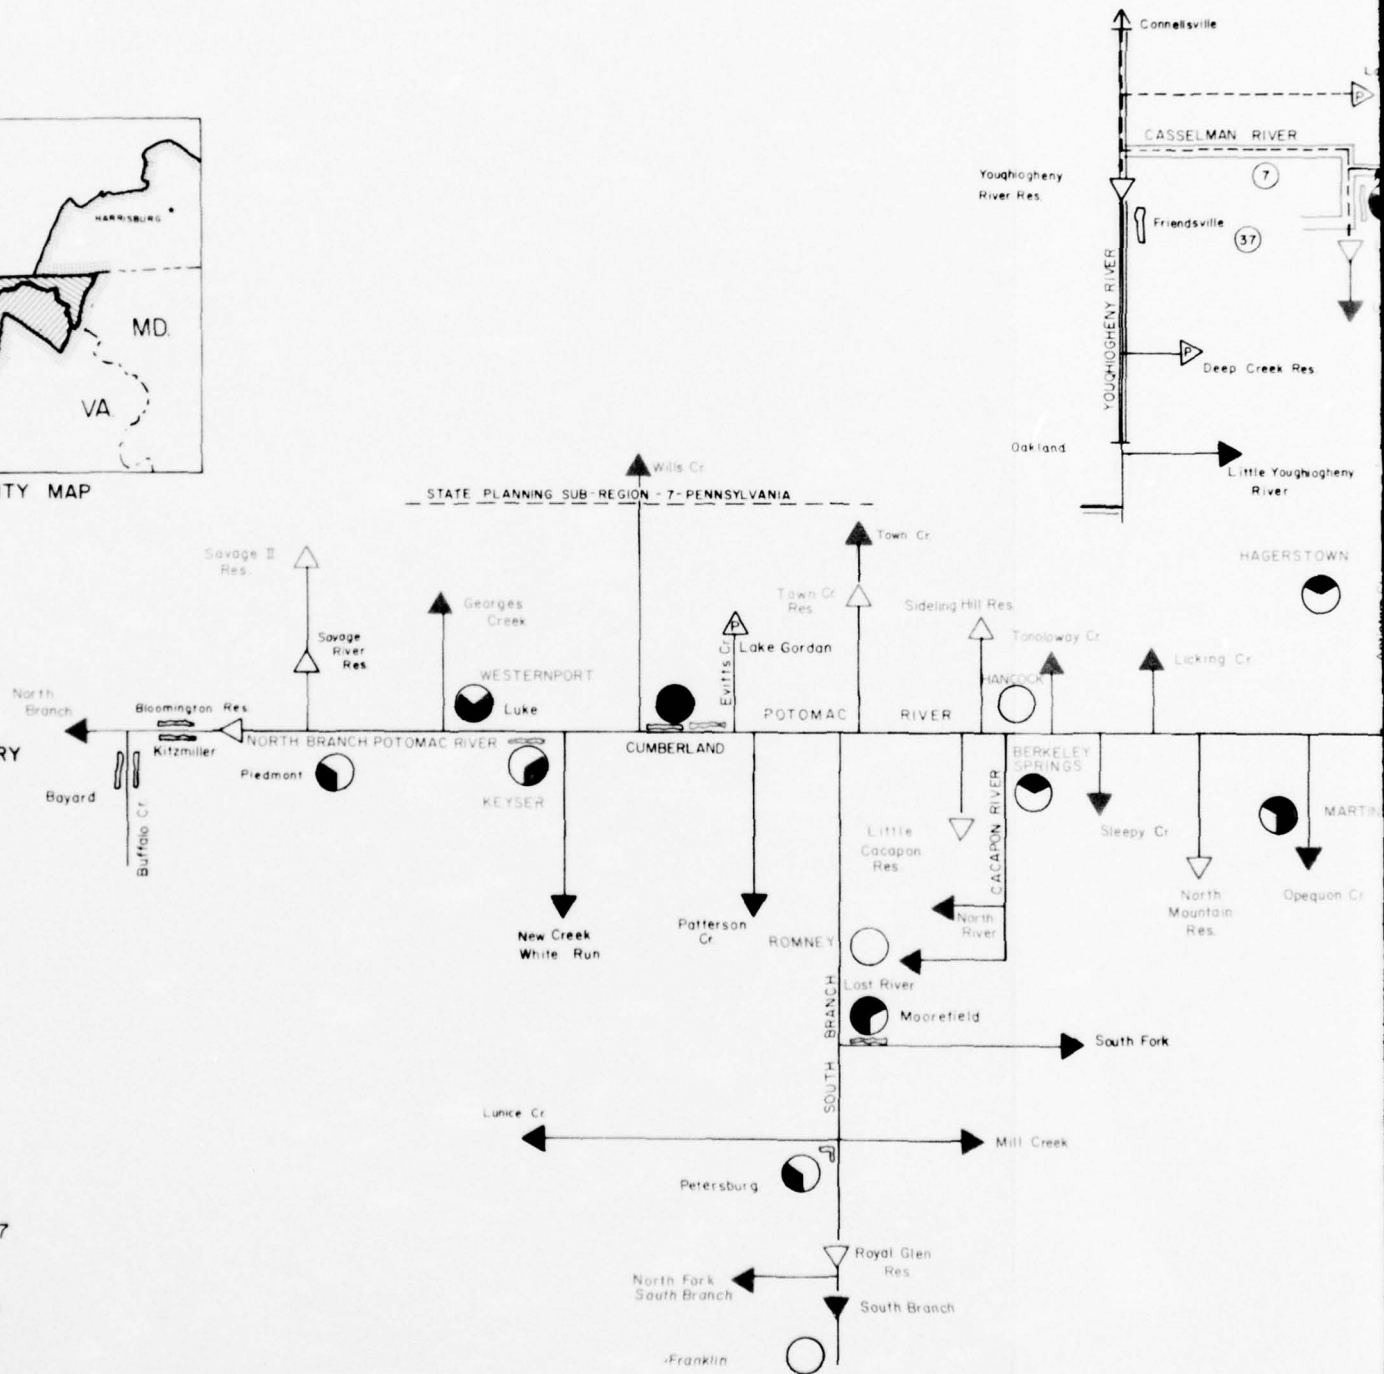 Connellsville
P
CASSELMAN RIVER
7
Youghiogheny
River Res.
Friendsville
37
HARRISBURG
YOUGHIOGHENY RIVER
MD.
P
Deep Creek Res.
VA.
Oakland
Little Youghiogheny
River
Wills Cr.
ITY MAP
STATE PLANNING SUB-REGION - 7 - PENNSYLVANIA
Town Cr.
Savage II
Res.
HAGERSTOWN
Georges
Creek
Town Cr.
Res.
Sideling Hill Res.
P
Savage
River
Res.
Lake Gordan
Evitts Cr.
Tonoloway Cr.
Licking Cr.
WESTERNPORT
HANCOCK
North
Branch
Bloomington Res.
Luke
POTOMAC RIVER
NORTH BRANCH POTOMAC RIVER
Kitzmiller
CUMBERLAND
RY
BERKELEY
SPRINGS
Piedmont
KEYSER
Bayard
Buffalo Cr.
CACAPON RIVER
MARTIN
Little
Cacapon
Res.
Sleepy Cr.
North
Mountain
Res.
Opequon Cr.
New Creek
White Run
Patterson
Cr.
ROMNEY
North
River
Lost River
Moorefield
SOUTH BRANCH
South Fork
Lunice Cr.
Mill Creek
Petersburg
7
Royal Glen
Res.
North Fork
South Branch
South Branch
Franklin